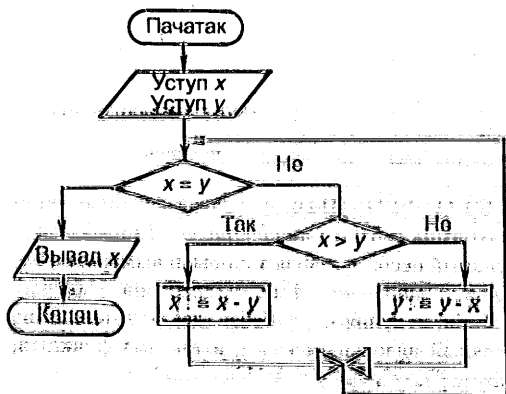 Пачатак
Уступ x
Уступ y
x = y
Не
x > y
Так
Не
Вывад x
x := x - y
y := y - x
Канец